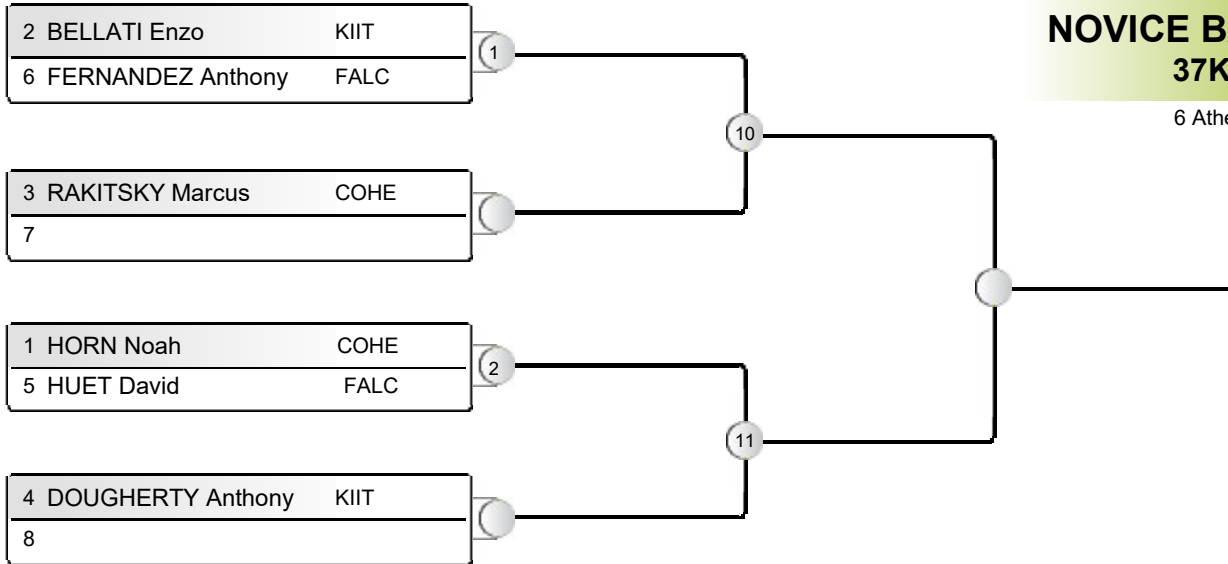 2 BELLATI Enzo KIIT
6 FERNANDEZ Anthony FALC
1
NOVICE B
37K
6 Athe
10
3 RAKITSKY Marcus COHE
7
1 HORN Noah COHE
5 HUET David FALC
2
11
4 DOUGHERTY Anthony KIIT
8